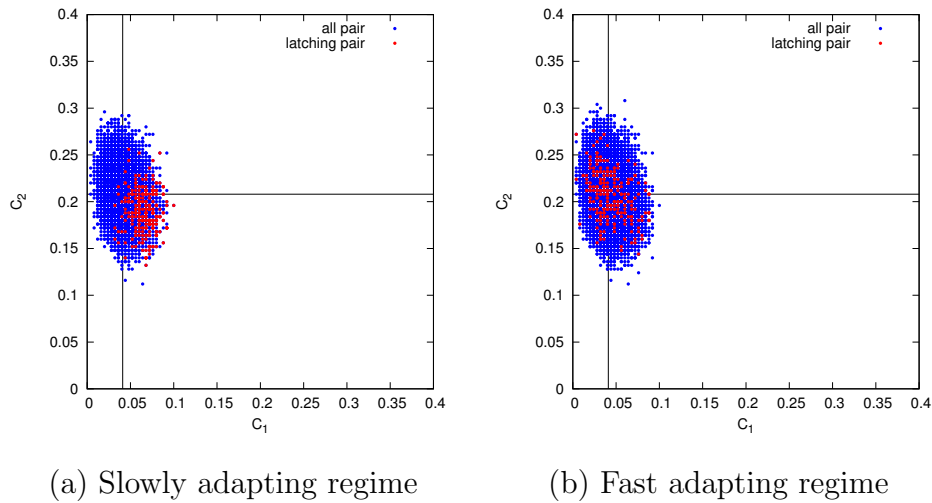 0.4
0.35
0.3
0.25
0.2
0.15
0.1
0.05
0
0 0.05 0.1 0.15 0.2 0.25 0.3 0.35 0.4
C2
C1
all pair
latching pair
(a) Slowly adapting regime
0.4
0.35
0.3
0.25
0.2
0.15
0.1
0.05
0
0 0.05 0.1 0.15 0.2 0.25 0.3 0.35 0.4
C2
C1
all pair
latching pair
(b) Fast adapting regime